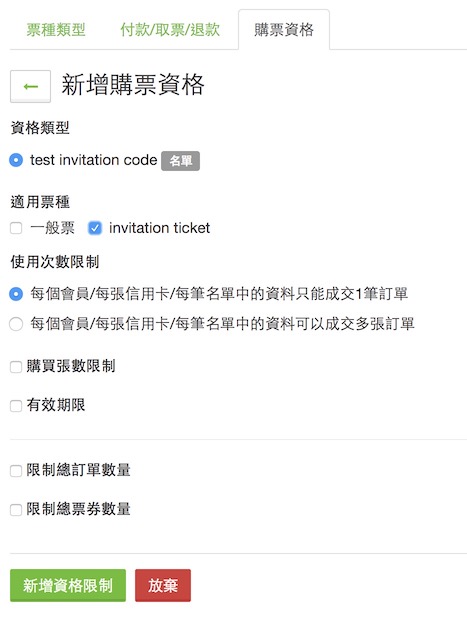 票種類型 付款/取票/退款 購票資格
← 新增購票資格
資格類型
test invitation code 名單
適用票種
一般票 invitation ticket
使用次數限制
每個會員/每張信用卡/每筆名單中的資料只能成交1筆訂單
每個會員/每張信用卡/每筆名單中的資料可以成交多張訂單
購買張數限制
有效期限
限制總訂單數量
限制總票券數量
新增資格限制 放棄